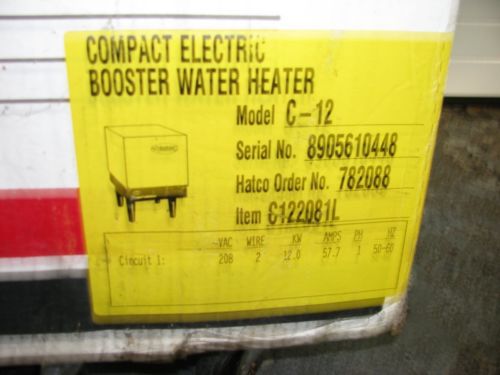 COMPACT ELECTRIC
BOOSTER WATER HEATER
Model C-12
Serial No. 8905610448
Hatco Order No. 782088
Item C122081L
~VAC WIRE KW AMPS PH HZ
Circuit 1: 208 2 12.0 57.7 1 50-60